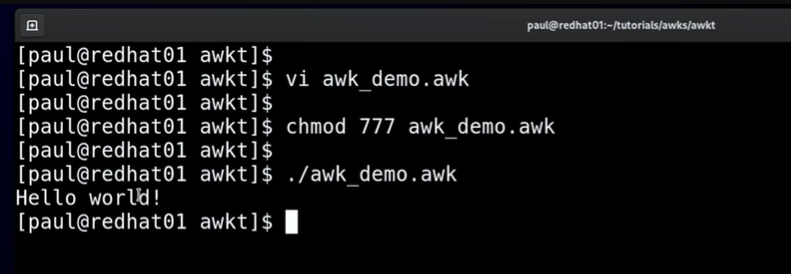 paul@redhat01:~/tutorials/awks/awkt
[paul@redhat01 awkt]$
[paul@redhat01 awkt]$ vi awk_demo.awk
[paul@redhat01 awkt]$
[paul@redhat01 awkt]$ chmod 777 awk_demo.awk
[paul@redhat01 awkt]$
[paul@redhat01 awkt]$ ./awk_demo.awk
Hello world!
[paul@redhat01 awkt]$